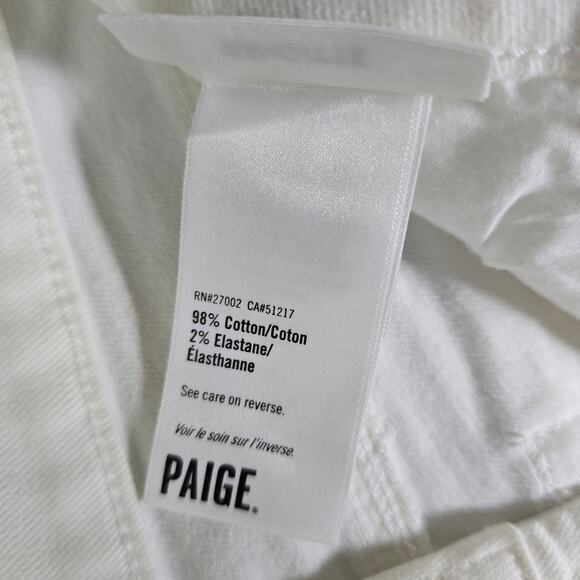 RN#27002 CA#51217
98% Cotton/Coton
2% Elastane/
Élasthanne
See care on reverse.
Voir le soin sur l'inverse.
PAIGE.